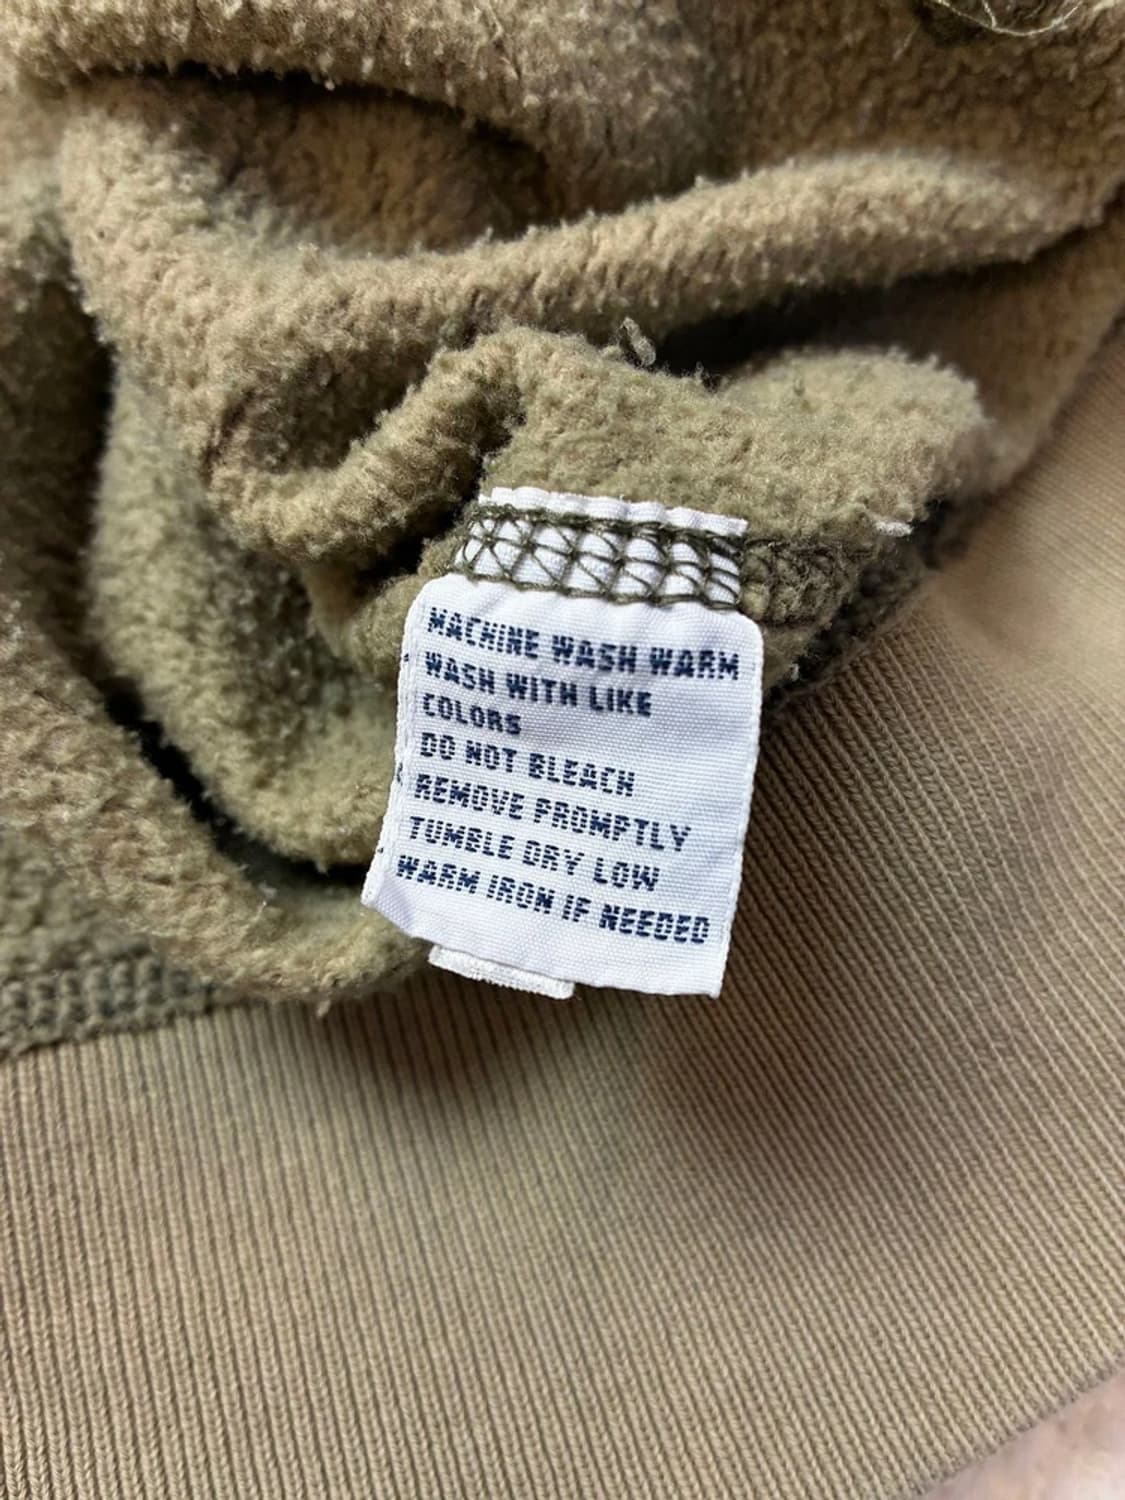 MACHINE WASH WARM
WASH WITH LIKE
COLORS
DO NOT BLEACH
REMOVE PROMPTLY
TUMBLE DRY LOW
WARM IRON IF NEEDED